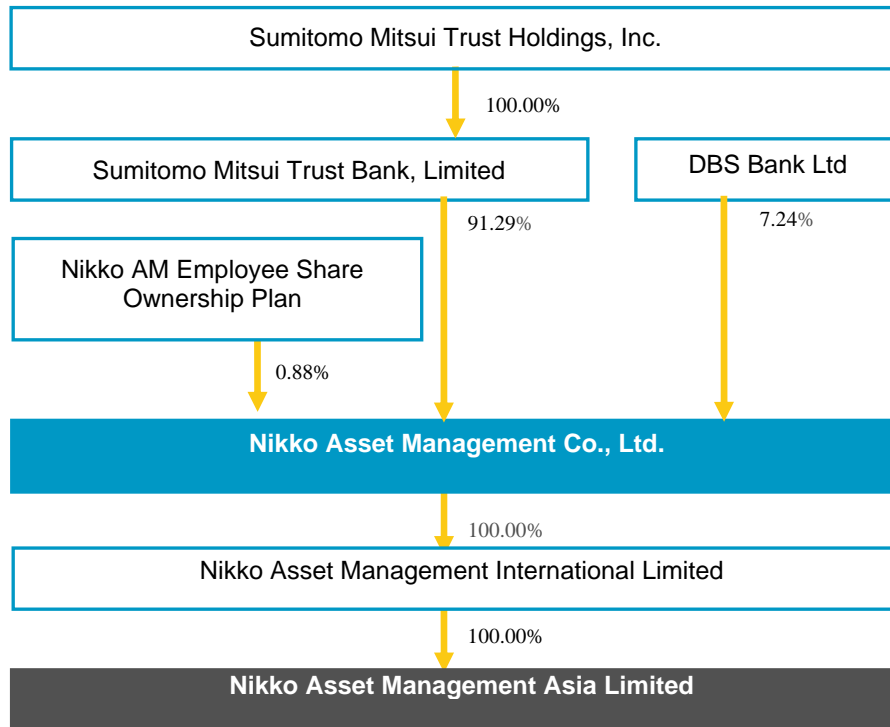 Sumitomo Mitsui Trust Holdings, Inc.
100.00%
Sumitomo Mitsui Trust Bank, Limited
DBS Bank Ltd
91.29%
7.24%
Nikko AM Employee Share
Ownership Plan
0.88%
Nikko Asset Management Co., Ltd.
100.00%
Nikko Asset Management International Limited
100.00%
Nikko Asset Management Asia Limited